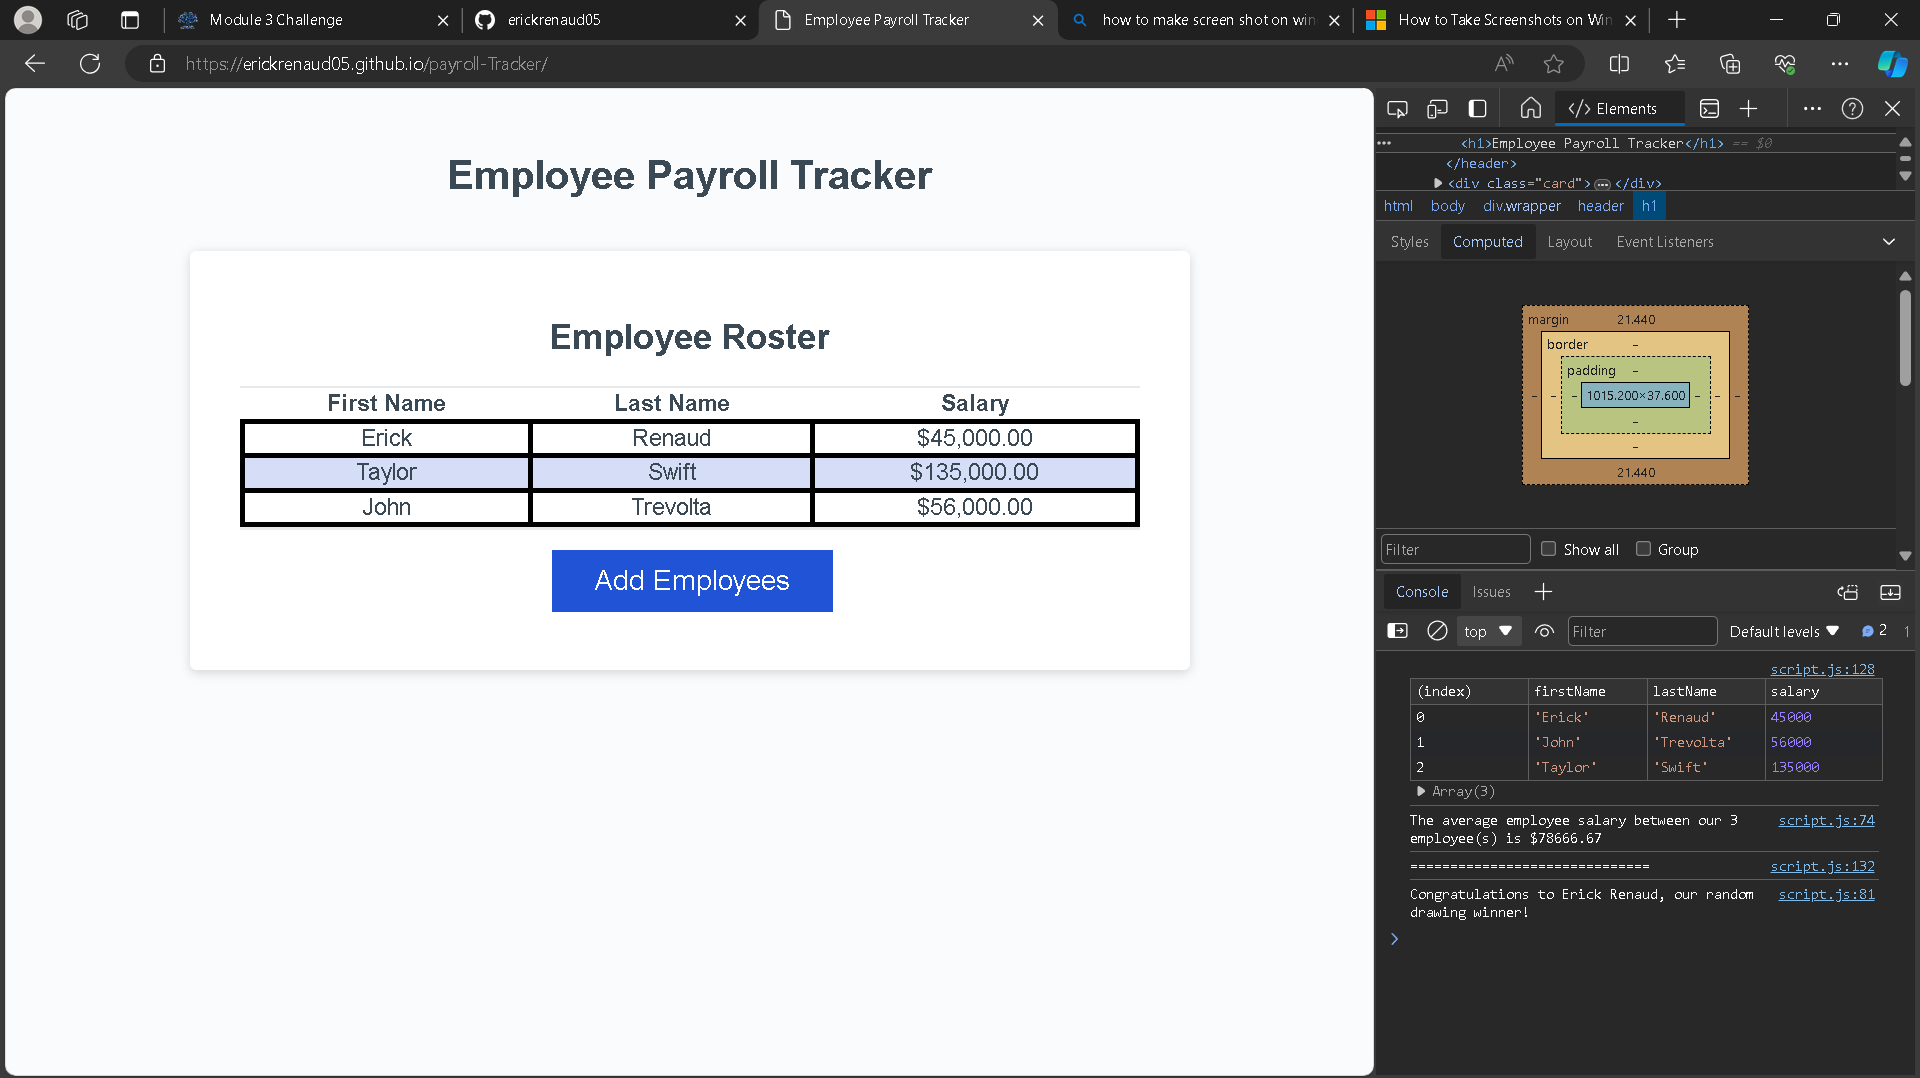 Module 3 Challenge
erickrenaud05
Employee Payroll Tracker
how to make screen shot on win
How to Take Screenshots on Win
https://erickrenaud05.github.io/payroll-Tracker/
Employee Payroll Tracker
Employee Roster
First Name Last Name Salary
Erick Renaud $45,000.00
Taylor Swift $135,000.00
John Trevolta $56,000.00
Add Employees
</> Elements
<h1>Employee Payroll Tracker</h1> == $0
</header>
<div class="card"> ... </div>
html body div.wrapper header h1
Styles Computed Layout Event Listeners
margin 21.440
border –
padding –
– – – 1015.200×37.600 – – –
–
–
21.440
Filter Show all Group
Console Issues
top Filter Default levels 2 1
script.js:128
(index) firstName lastName salary
0 'Erick' 'Renaud' 45000
1 'John' 'Trevolta' 56000
2 'Taylor' 'Swift' 135000
Array(3)
The average employee salary between our 3 script.js:74
employee(s) is $78666.67
============================== script.js:132
Congratulations to Erick Renaud, our random script.js:81
drawing winner!